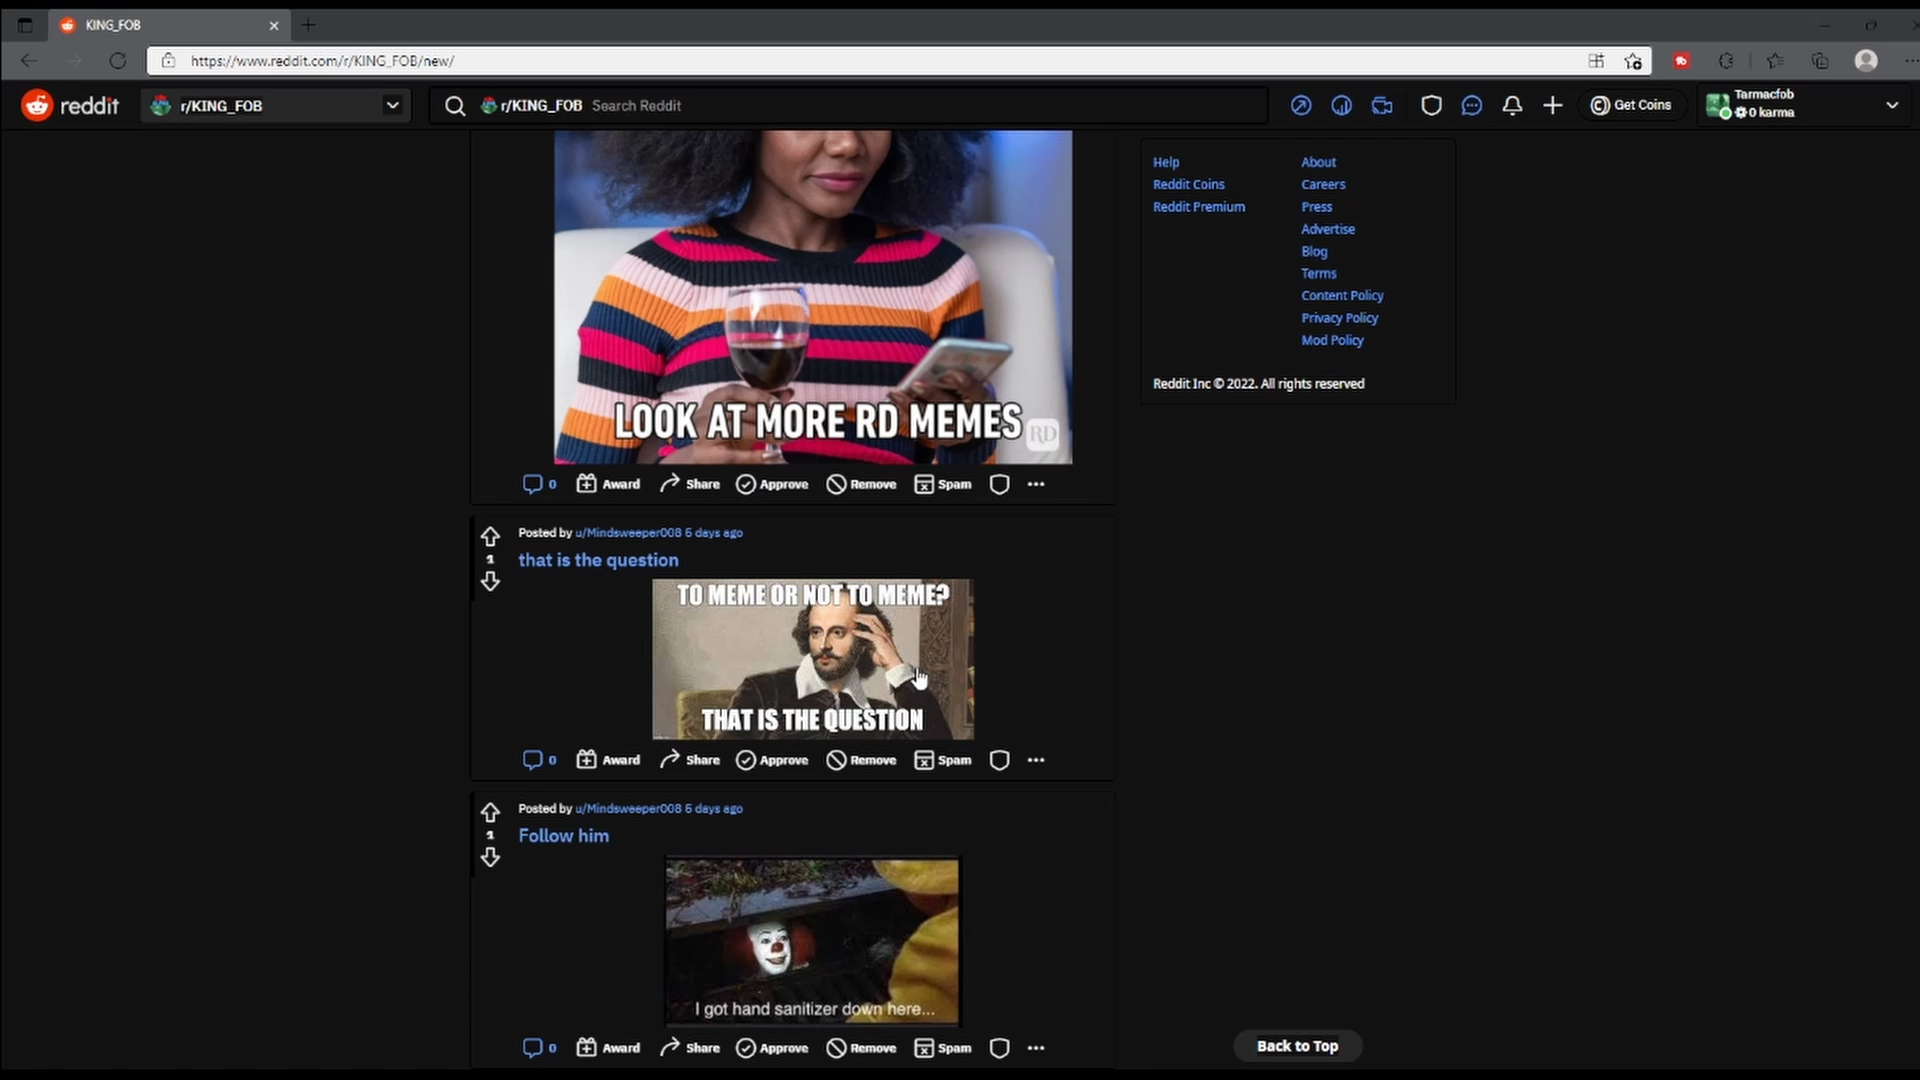 KING_FOB
https://www.reddit.com/r/KING_FOB/new/
reddit
r/KING_FOB
r/KING_FOB Search Reddit
Get Coins
Tarmacfob
0 karma
LOOK AT MORE RD MEMES
RD
0 Award Share Approve Remove Spam
Posted by u/Mindsweeper008 5 days ago
1
that is the question
TO MEME OR NOT TO MEME?
THAT IS THE QUESTION
0 Award Share Approve Remove Spam
Posted by u/Mindsweeper008 5 days ago
1
Follow him
I got hand sanitizer down here...
0 Award Share Approve Remove Spam
Help
Reddit Coins
Reddit Premium
About
Careers
Press
Advertise
Blog
Terms
Content Policy
Privacy Policy
Mod Policy
Reddit Inc © 2022. All rights reserved
Back to Top